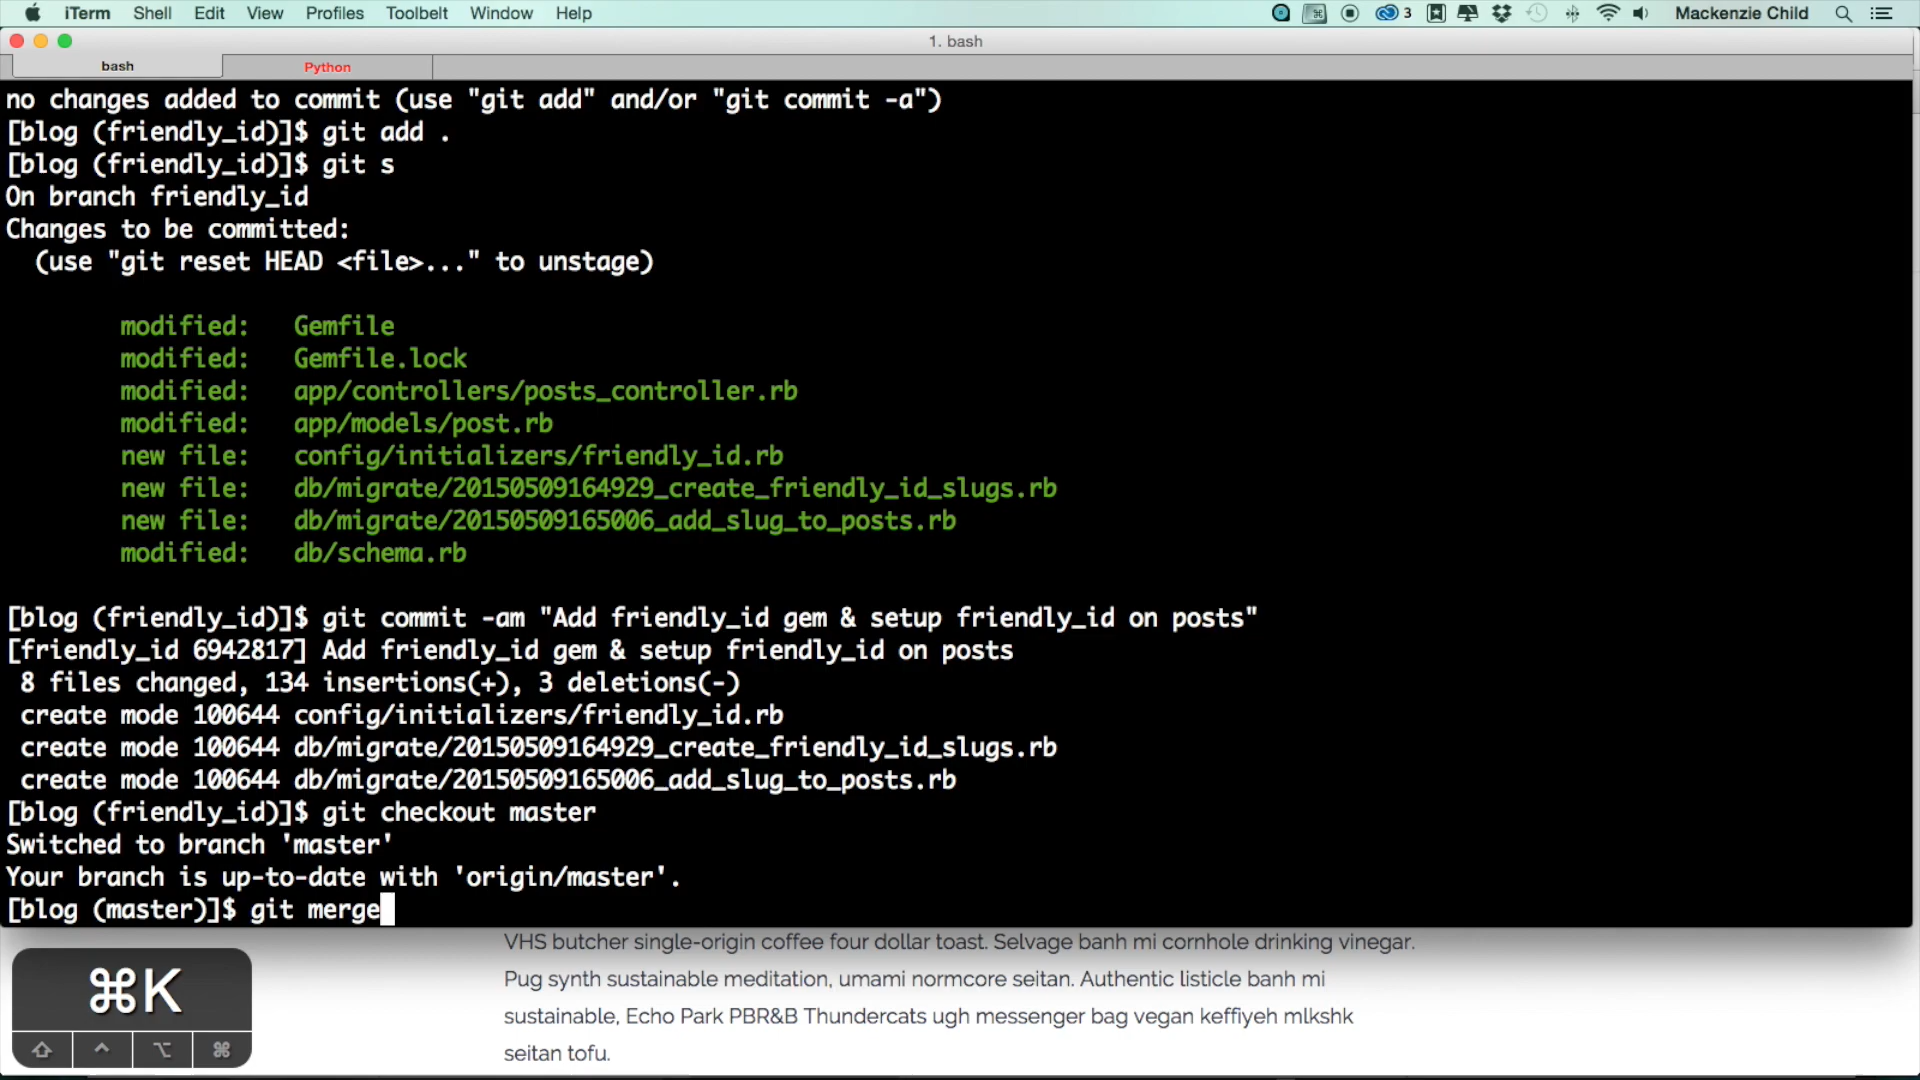 iTerm Shell Edit View Profiles Toolbelt Window Help 3 Mackenzie Child
1. bash
bash Python
no changes added to commit (use "git add" and/or "git commit -a")
[blog (friendly_id)]$ git add .
[blog (friendly_id)]$ git s
On branch friendly_id
Changes to be committed:
(use "git reset HEAD <file>..." to unstage)
modified: Gemfile
modified: Gemfile.lock
modified: app/controllers/posts_controller.rb
modified: app/models/post.rb
new file: config/initializers/friendly_id.rb
new file: db/migrate/20150509164929_create_friendly_id_slugs.rb
new file: db/migrate/20150509165006_add_slug_to_posts.rb
modified: db/schema.rb
[blog (friendly_id)]$ git commit -am "Add friendly_id gem & setup friendly_id on posts"
[friendly_id 6942817] Add friendly_id gem & setup friendly_id on posts
8 files changed, 134 insertions(+), 3 deletions(-)
create mode 100644 config/initializers/friendly_id.rb
create mode 100644 db/migrate/20150509164929_create_friendly_id_slugs.rb
create mode 100644 db/migrate/20150509165006_add_slug_to_posts.rb
[blog (friendly_id)]$ git checkout master
Switched to branch 'master'
Your branch is up-to-date with 'origin/master'.
[blog (master)]$ git merge
VHS butcher single-origin coffee four dollar toast. Selvage banh mi cornhole drinking vinegar.
Pug synth sustainable meditation, umami normcore seitan. Authentic listicle banh mi
sustainable, Echo Park PBR&B Thundercats ugh messenger bag vegan keffiyeh mlkshk
seitan tofu.
⌘K
⇧ ⌃ ⌥ ⌘